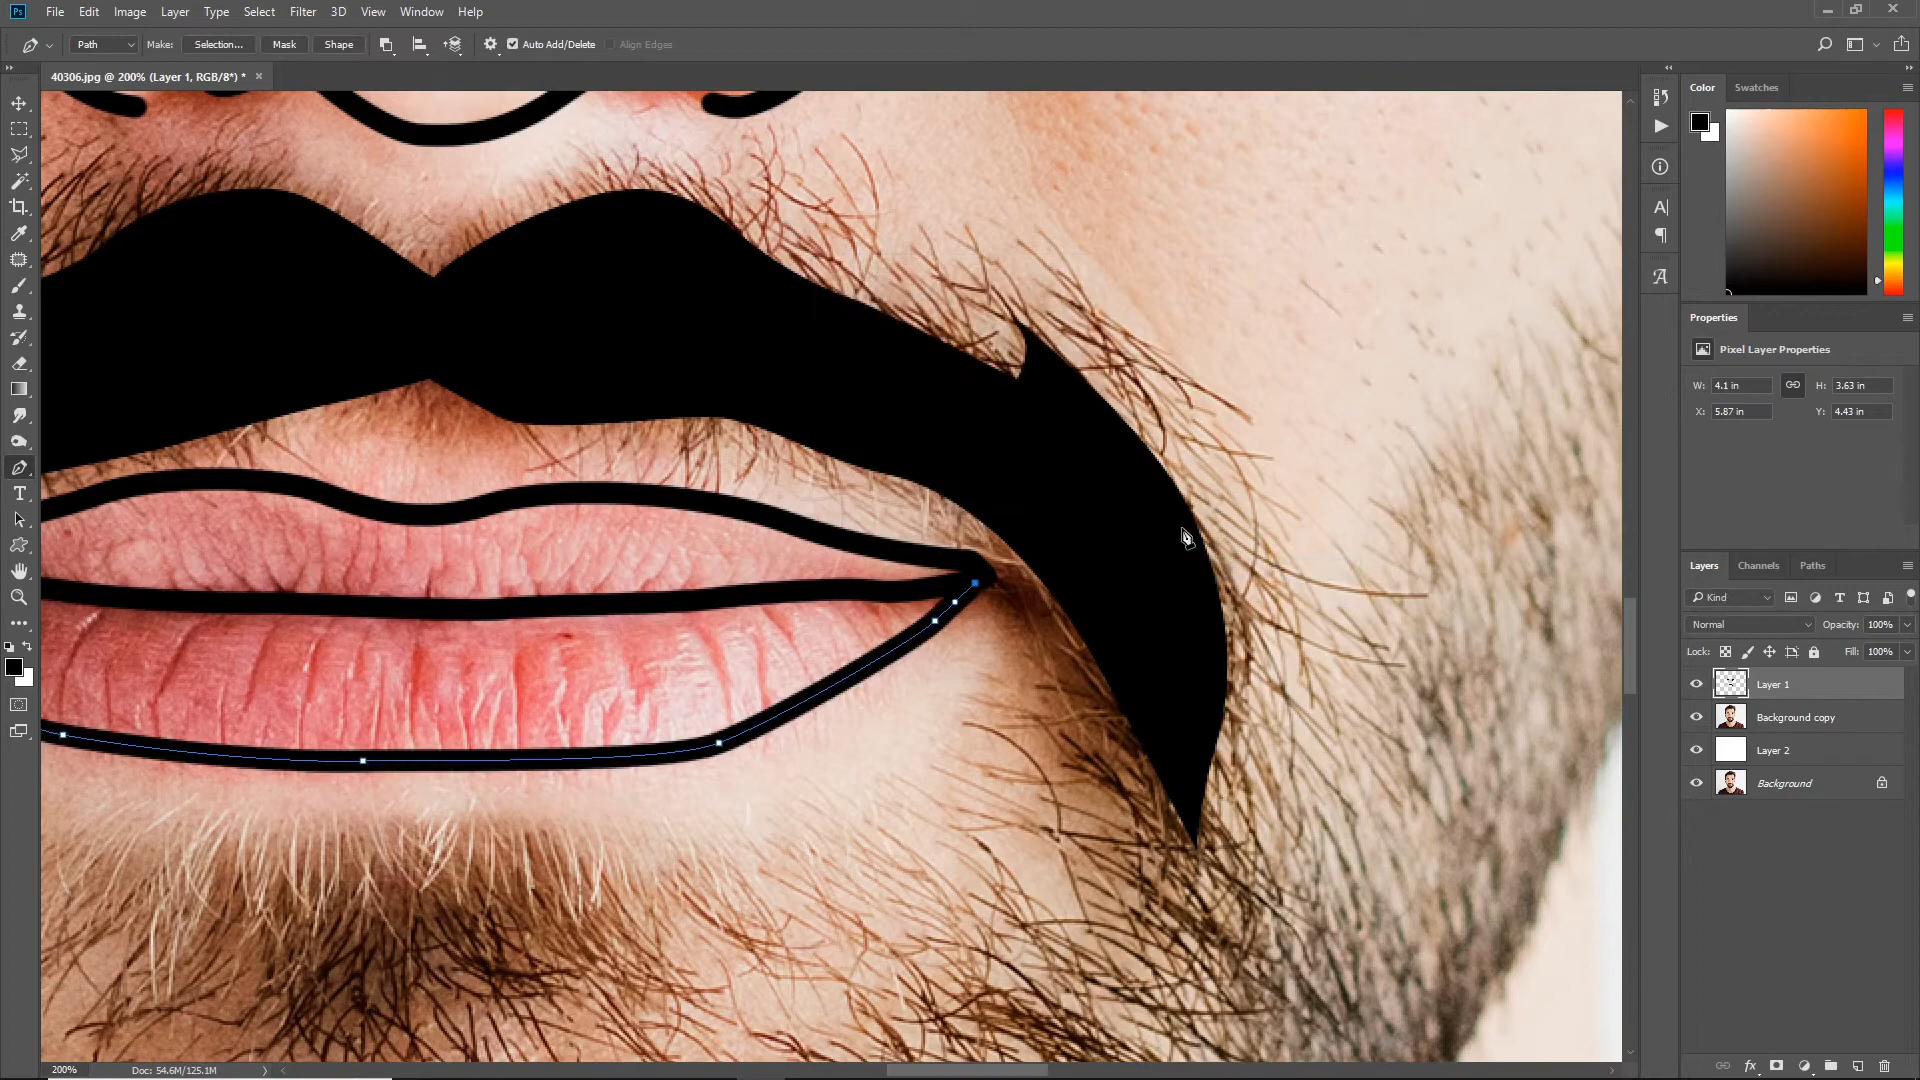 Ps File Edit Image Layer Type Select Filter 3D View Window Help
Path Make: Selection... Mask Shape Auto Add/Delete Align Edges
40306.jpg @ 200% (Layer 1, RGB/8*) * ×
Color Swatches
Properties
Pixel Layer Properties
W: 4.1 in H: 3.63 in
X: 5.87 in Y: 4.43 in
Layers Channels Paths
Kind
Normal Opacity: 100%
Lock: Fill: 100%
Layer 1
Background copy
Layer 2
Background
200% Doc: 54.6M/125.1M